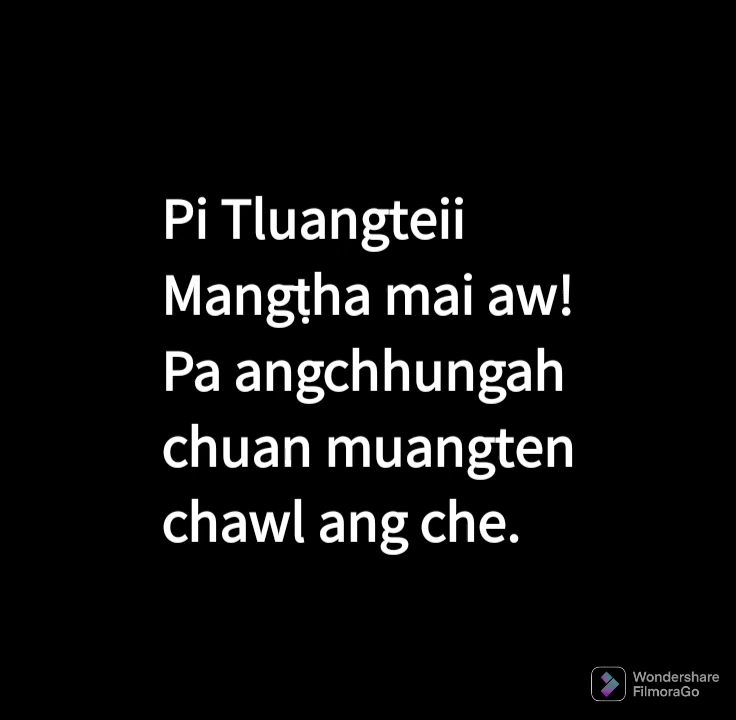 Pi Tluangteii
Mangṭha mai aw!
Pa angchhungah
chuan muangten
chawl ang che.
Wondershare
FilmoraGo